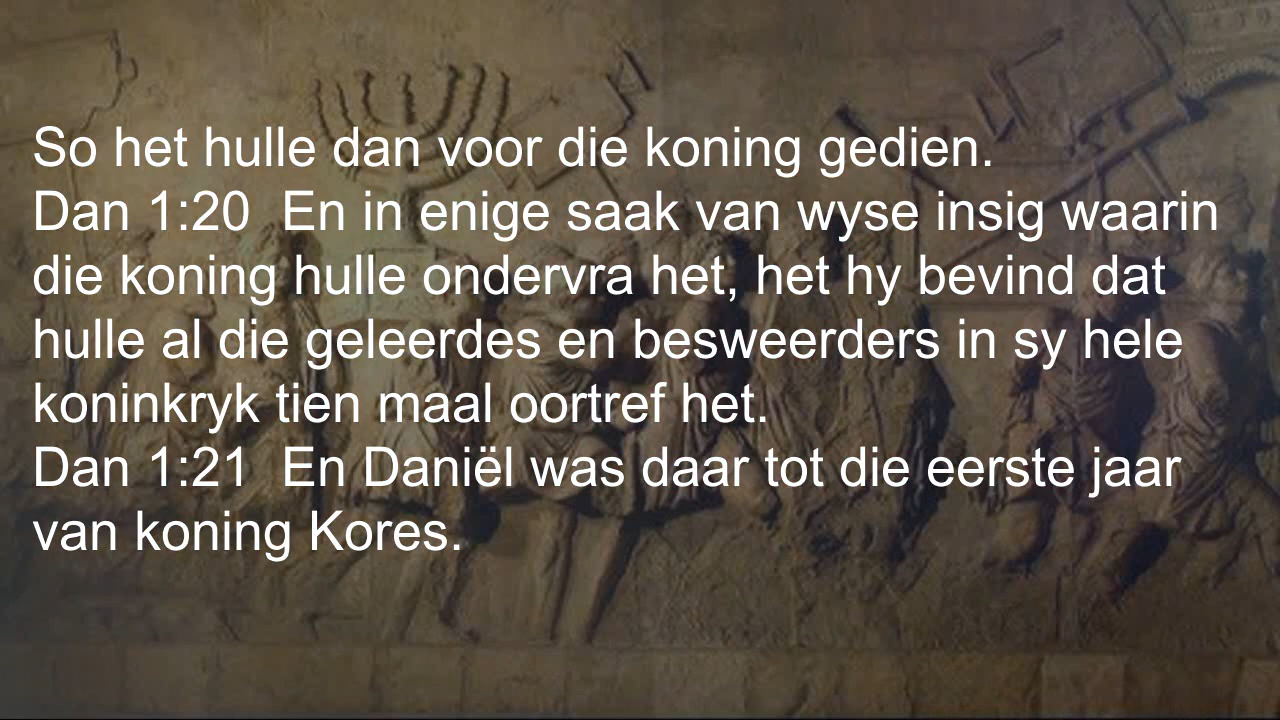 So het hulle dan voor die koning gedien.
Dan 1:20  En in enige saak van wyse insig waarin
die koning hulle ondervra het, het hy bevind dat
hulle al die geleerdes en besweerders in sy hele
koninkryk tien maal oortref het.
Dan 1:21  En Daniël was daar tot die eerste jaar
van koning Kores.